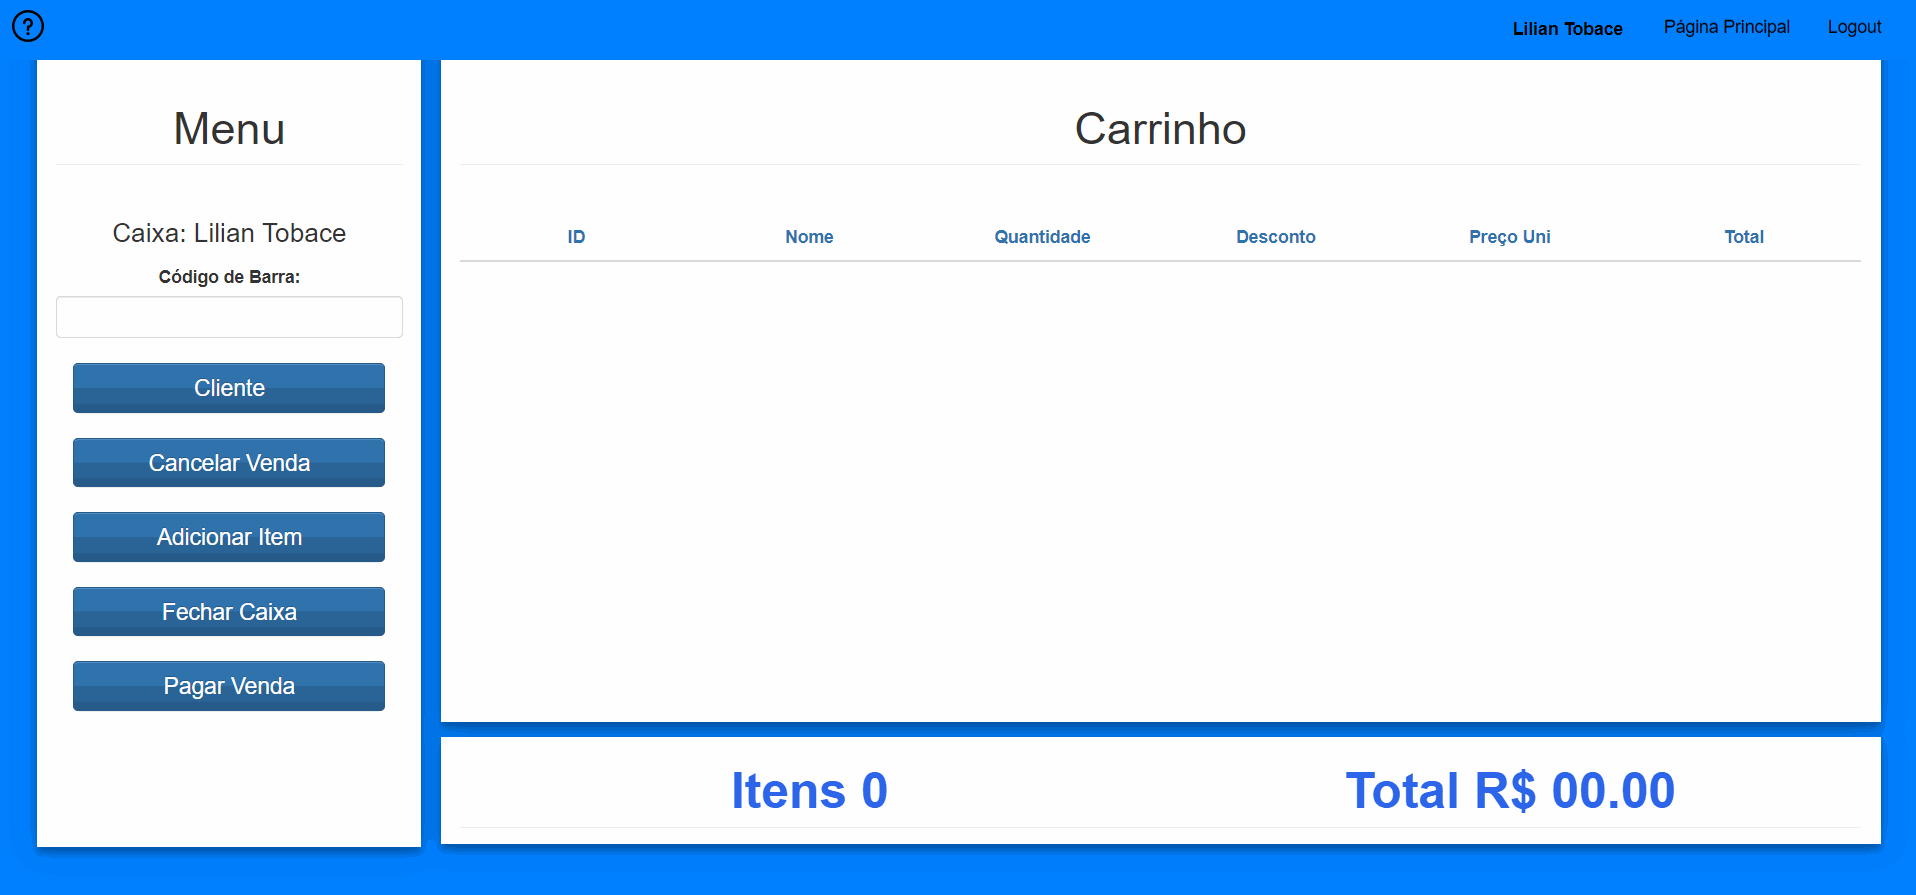 ?
Lilian Tobace Página Principal Logout
Menu
Caixa: Lilian Tobace
Código de Barra:
Cliente
Cancelar Venda
Adicionar Item
Fechar Caixa
Pagar Venda
Carrinho
ID Nome Quantidade Desconto Preço Uni Total
Itens 0 Total R$ 00.00